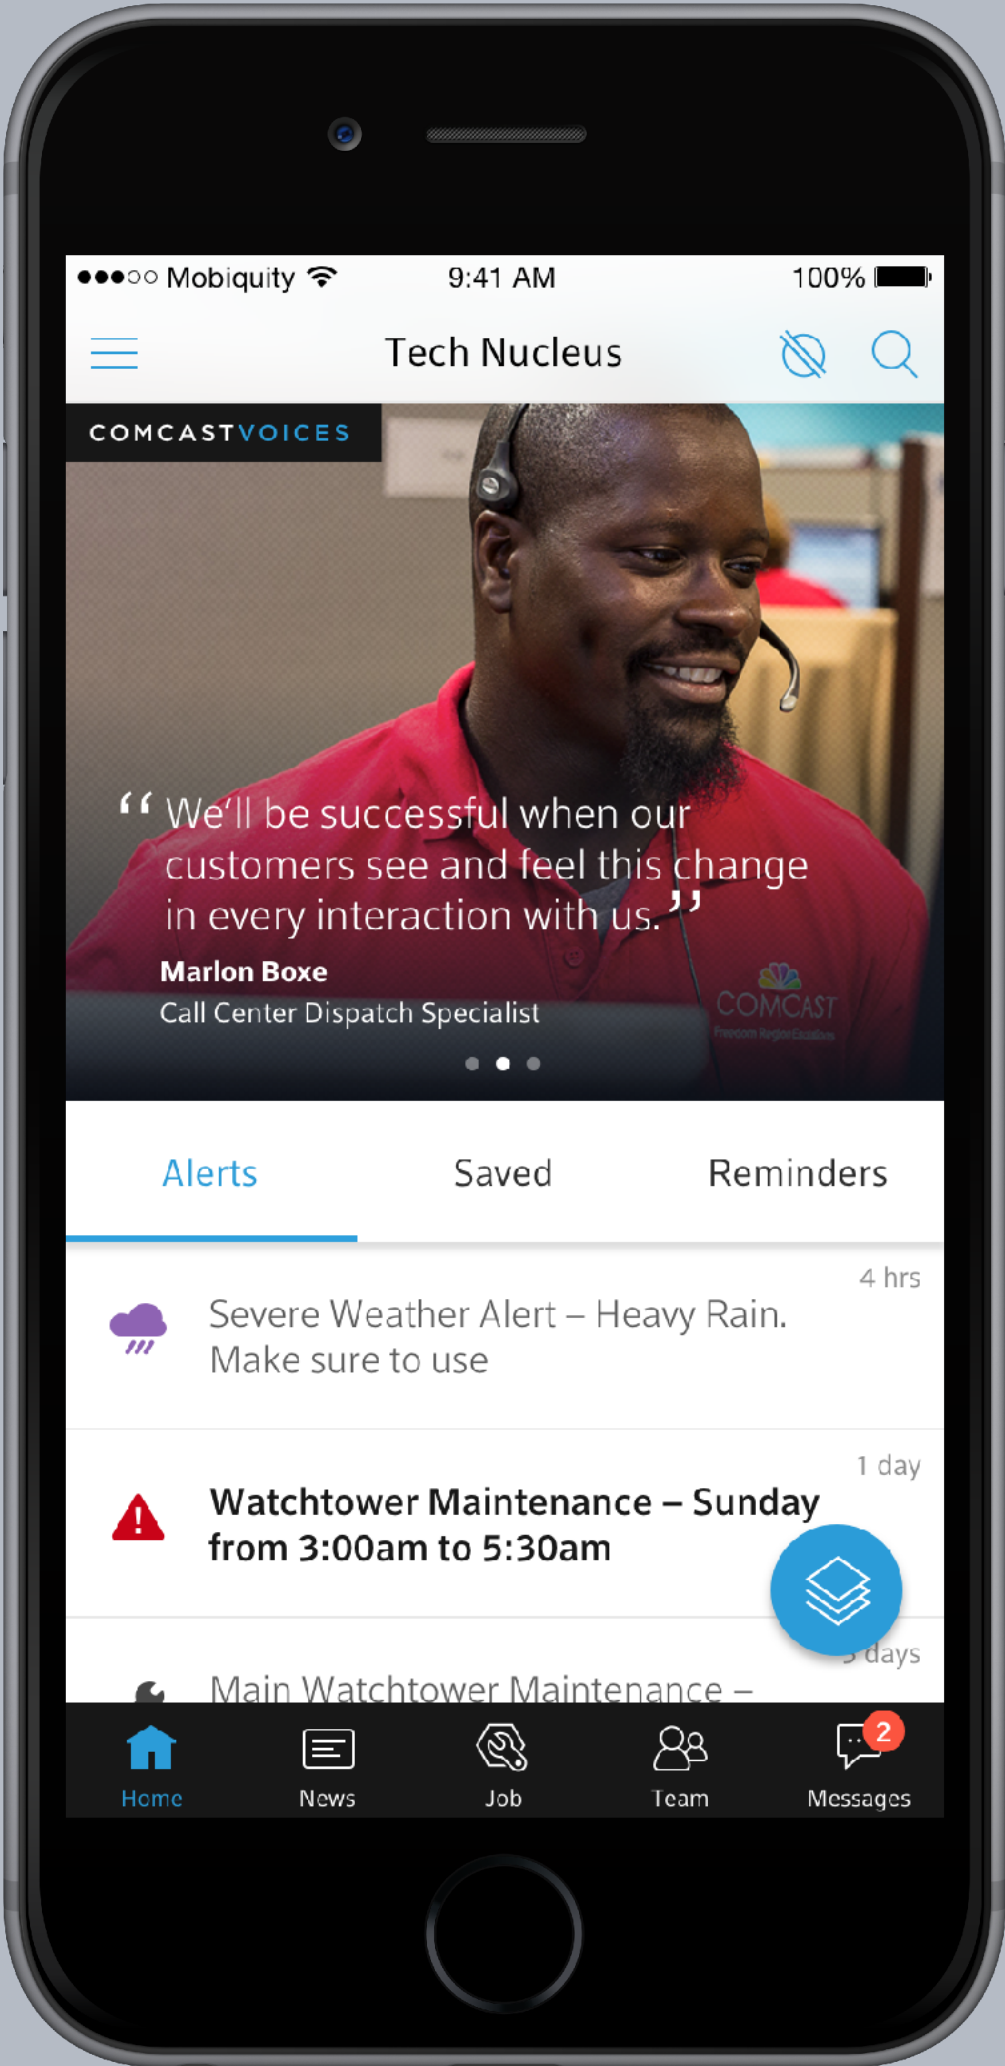 Mobiquity 9:41 AM 100%
Tech Nucleus
COMCASTVOICES
“We'll be successful when our
customers see and feel this change
in every interaction with us.”
Marlon Boxe
Call Center Dispatch Specialist
COMCAST
Freedom Region
Alerts Saved Reminders
4 hrs
Severe Weather Alert – Heavy Rain.
Make sure to use
1 day
Watchtower Maintenance – Sunday
from 3:00am to 5:30am
days
Main Watchtower Maintenance –
2
Home News Job Team Messages